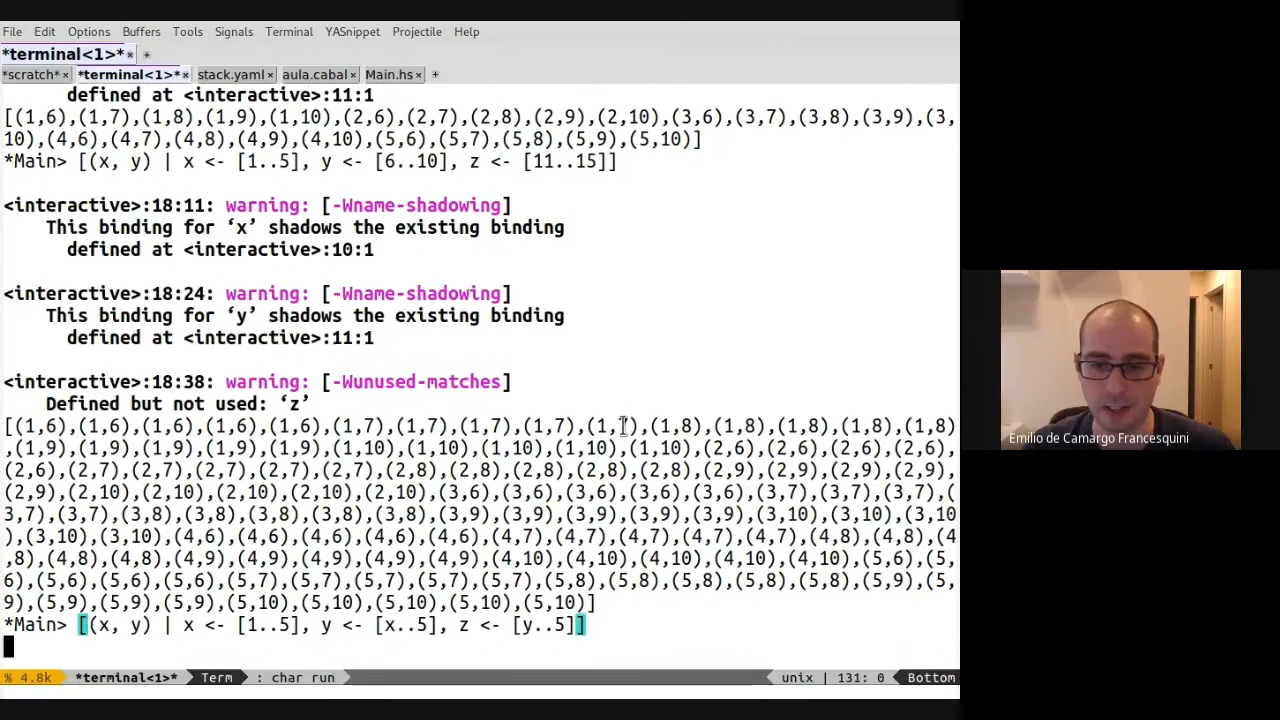 File Edit Options Buffers Tools Signals Terminal YASnippet Projectile Help
*terminal<1>*× +
*scratch*× *terminal<1>*× stack.yaml× aula.cabal× Main.hs× +
defined at <interactive>:11:1
[(1,6),(1,7),(1,8),(1,9),(1,10),(2,6),(2,7),(2,8),(2,9),(2,10),(3,6),(3,7),(3,8),(3,9),(3,
10),(4,6),(4,7),(4,8),(4,9),(4,10),(5,6),(5,7),(5,8),(5,9),(5,10)]
*Main> [(x, y) | x <- [1..5], y <- [6..10], z <- [11..15]]
<interactive>:18:11: warning: [-Wname-shadowing]
This binding for ‘x’ shadows the existing binding
defined at <interactive>:10:1
<interactive>:18:24: warning: [-Wname-shadowing]
This binding for ‘y’ shadows the existing binding
defined at <interactive>:11:1
<interactive>:18:38: warning: [-Wunused-matches]
Defined but not used: ‘z’
[(1,6),(1,6),(1,6),(1,6),(1,6),(1,7),(1,7),(1,7),(1,7),(1,7),(1,8),(1,8),(1,8),(1,8),(1,8)
,(1,9),(1,9),(1,9),(1,9),(1,9),(1,10),(1,10),(1,10),(1,10),(1,10),(2,6),(2,6),(2,6),(2,6),
(2,6),(2,7),(2,7),(2,7),(2,7),(2,7),(2,8),(2,8),(2,8),(2,8),(2,8),(2,9),(2,9),(2,9),(2,9),
(2,9),(2,10),(2,10),(2,10),(2,10),(2,10),(3,6),(3,6),(3,6),(3,6),(3,6),(3,7),(3,7),(3,7),(
3,7),(3,7),(3,8),(3,8),(3,8),(3,8),(3,8),(3,9),(3,9),(3,9),(3,9),(3,9),(3,10),(3,10),(3,10
),(3,10),(3,10),(4,6),(4,6),(4,6),(4,6),(4,6),(4,7),(4,7),(4,7),(4,7),(4,7),(4,8),(4,8),(4
,8),(4,8),(4,8),(4,9),(4,9),(4,9),(4,9),(4,9),(4,10),(4,10),(4,10),(4,10),(4,10),(5,6),(5,
6),(5,6),(5,6),(5,6),(5,7),(5,7),(5,7),(5,7),(5,7),(5,8),(5,8),(5,8),(5,8),(5,8),(5,9),(5,
9),(5,9),(5,9),(5,9),(5,10),(5,10),(5,10),(5,10),(5,10)]
*Main> [(x, y) | x <- [1..5], y <- [x..5], z <- [y..5]]
% 4.8k *terminal<1>* Term : char run unix | 131: 0 Bottom
Emilio de Camargo Francesquini